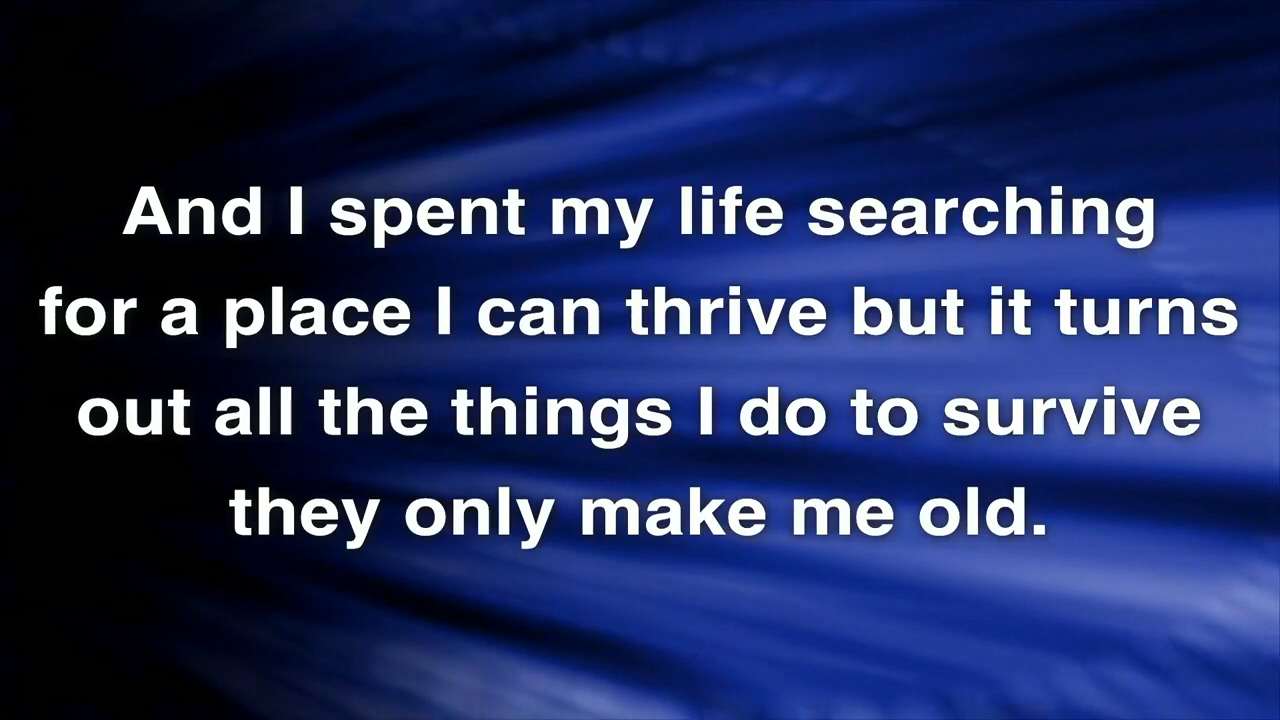 And I spent my life searching
for a place I can thrive but it turns
out all the things I do to survive
they only make me old.